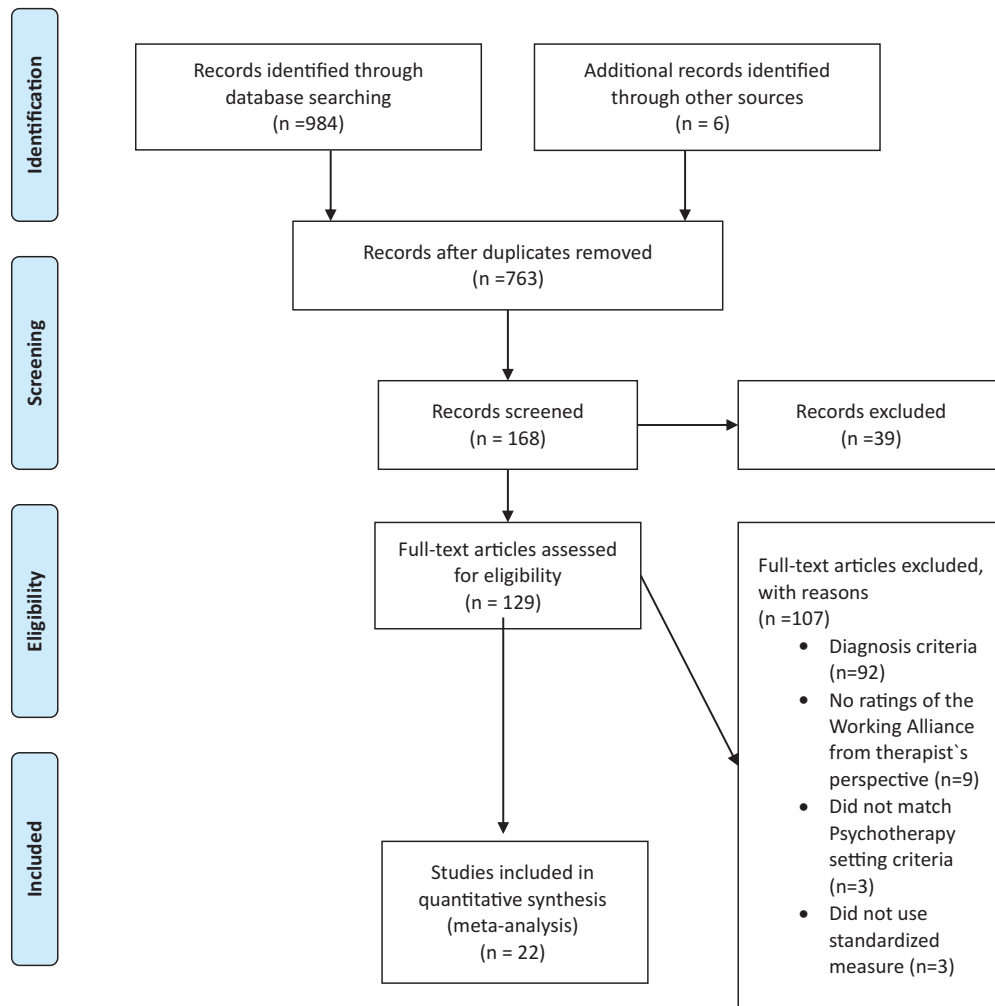 Identification
Records identified through
database searching
(n =984)
Additional records identified
through other sources
(n = 6)
Records after duplicates removed
(n =763)
Screening
Records screened
(n = 168)
Records excluded
(n =39)
Eligibility
Full-text articles assessed
for eligibility
(n = 129)
Full-text articles excluded,
with reasons
(n =107)
• Diagnosis criteria
(n=92)
• No ratings of the
Working Alliance
from therapist`s
perspective (n=9)
• Did not match
Psychotherapy
setting criteria
(n=3)
• Did not use
standardized
measure (n=3)
Included
Studies included in
quantitative synthesis
(meta-analysis)
(n = 22)